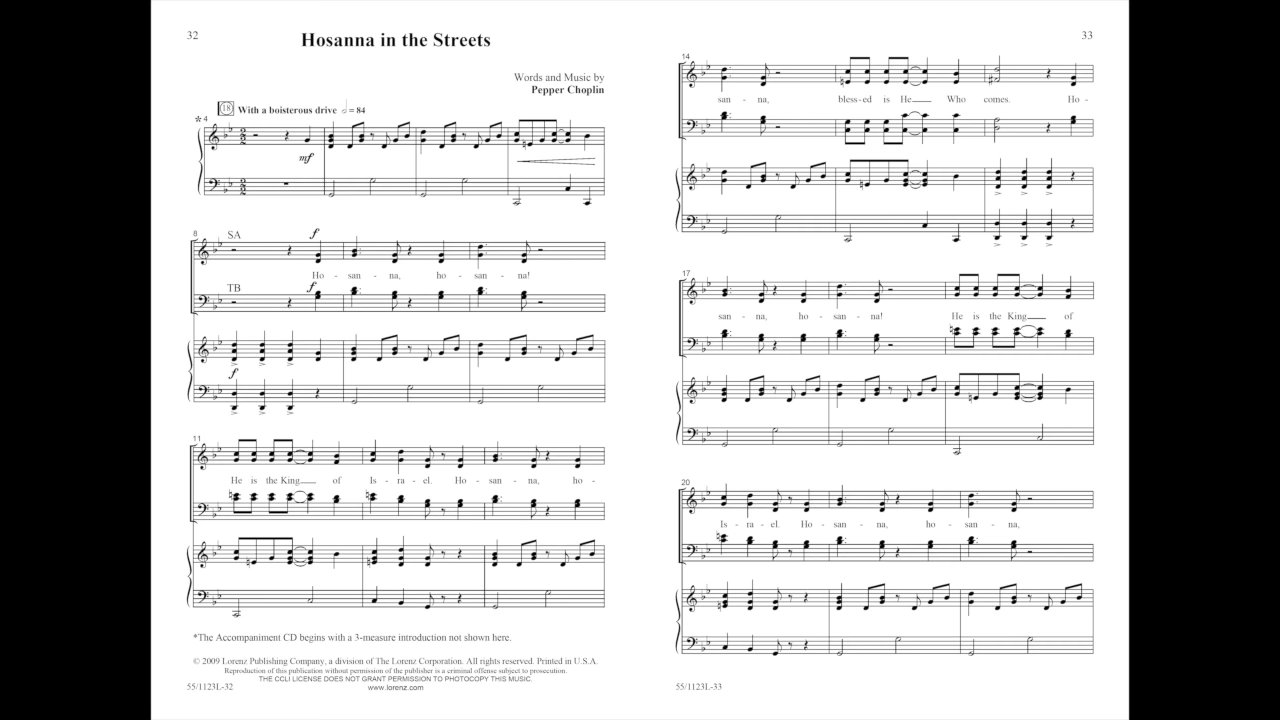 32
Hosanna in the Streets
Words and Music by
Pepper Choplin
18 With a boisterous drive 𝅗𝅥 = 84
*4
mf
8
SA
f
Ho - san - na, ho - san - na!
TB
f
f
11
He is the King of Is - ra - el. Ho - san - na, ho -
*The Accompaniment CD begins with a 3-measure introduction not shown here.
© 2009 Lorenz Publishing Company, a division of The Lorenz Corporation. All rights reserved. Printed in U.S.A.
Reproduction of this publication without permission of the publisher is a criminal offense subject to prosecution.
THE CCLI LICENSE DOES NOT GRANT PERMISSION TO PHOTOCOPY THIS MUSIC.
www.lorenz.com
55/1123L-32
33
14
san - na, bless-ed is He Who comes. Ho -
17
san - na, ho - san - na! He is the King of
20
Is - ra - el. Ho - san - na, ho - san - na,
55/1123L-33